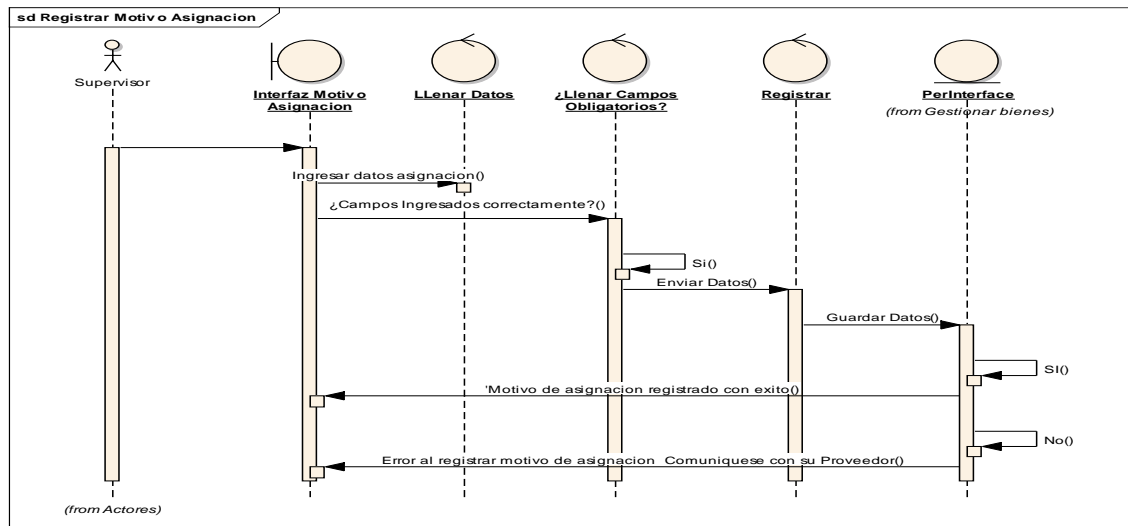 sd Registrar Motivo Asignacion
Supervisor
Interfaz Motivo
Asignacion
LLenar Datos
¿Llenar Campos
Obligatorios?
Registrar
PerInterface
(from Gestionar bienes)
Ingresar datos asignacion()
¿Campos Ingresados correctamente?()
Si()
Enviar Datos()
Guardar Datos()
SI()
'Motivo de asignacion registrado con exito()
No()
Error al registrar motivo de asignacion Comuniquese con su Proveedor()
(from Actores)